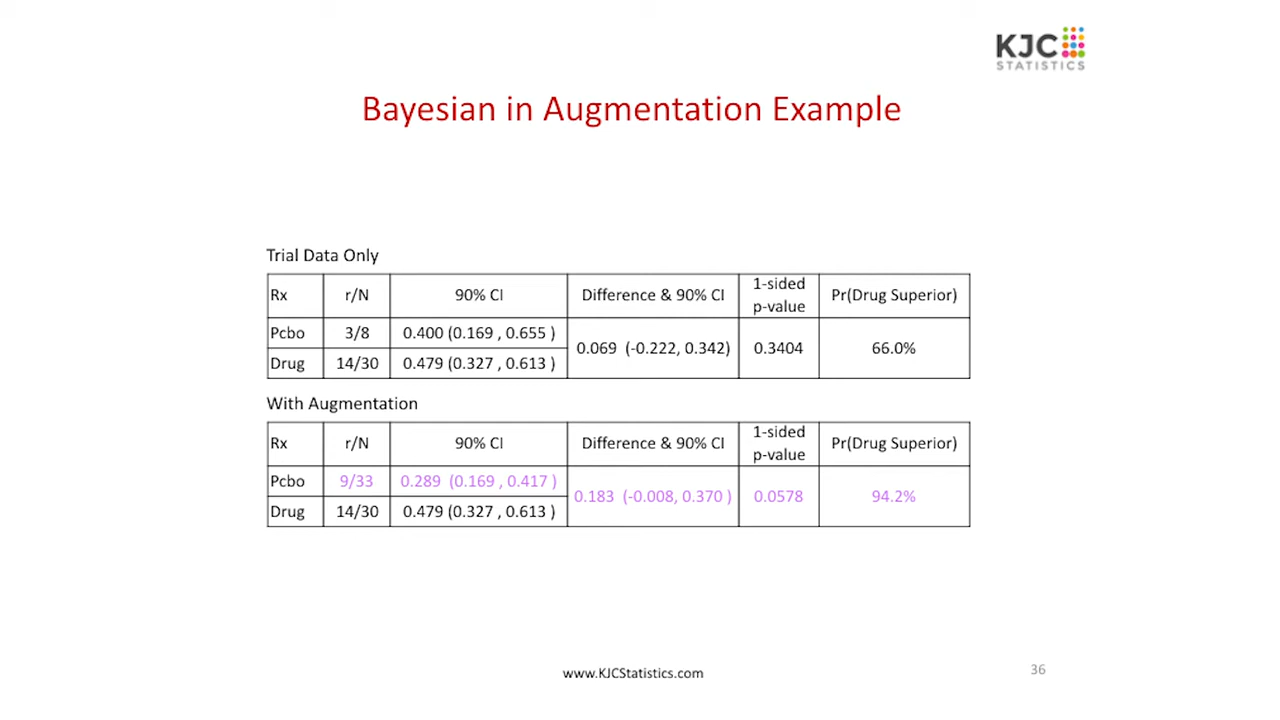 KJC
STATISTICS
Bayesian in Augmentation Example
Trial Data Only
Rx r/N 90% CI Difference & 90% CI 1-sided p-value Pr(Drug Superior)
Pcbo 3/8 0.400 (0.169 , 0.655 ) 0.069 (-0.222, 0.342) 0.3404 66.0%
Drug 14/30 0.479 (0.327 , 0.613 )
With Augmentation
Rx r/N 90% CI Difference & 90% CI 1-sided p-value Pr(Drug Superior)
Pcbo 9/33 0.289 (0.169 , 0.417 ) 0.183 (-0.008, 0.370 ) 0.0578 94.2%
Drug 14/30 0.479 (0.327 , 0.613 )
www.KJCStatistics.com
36